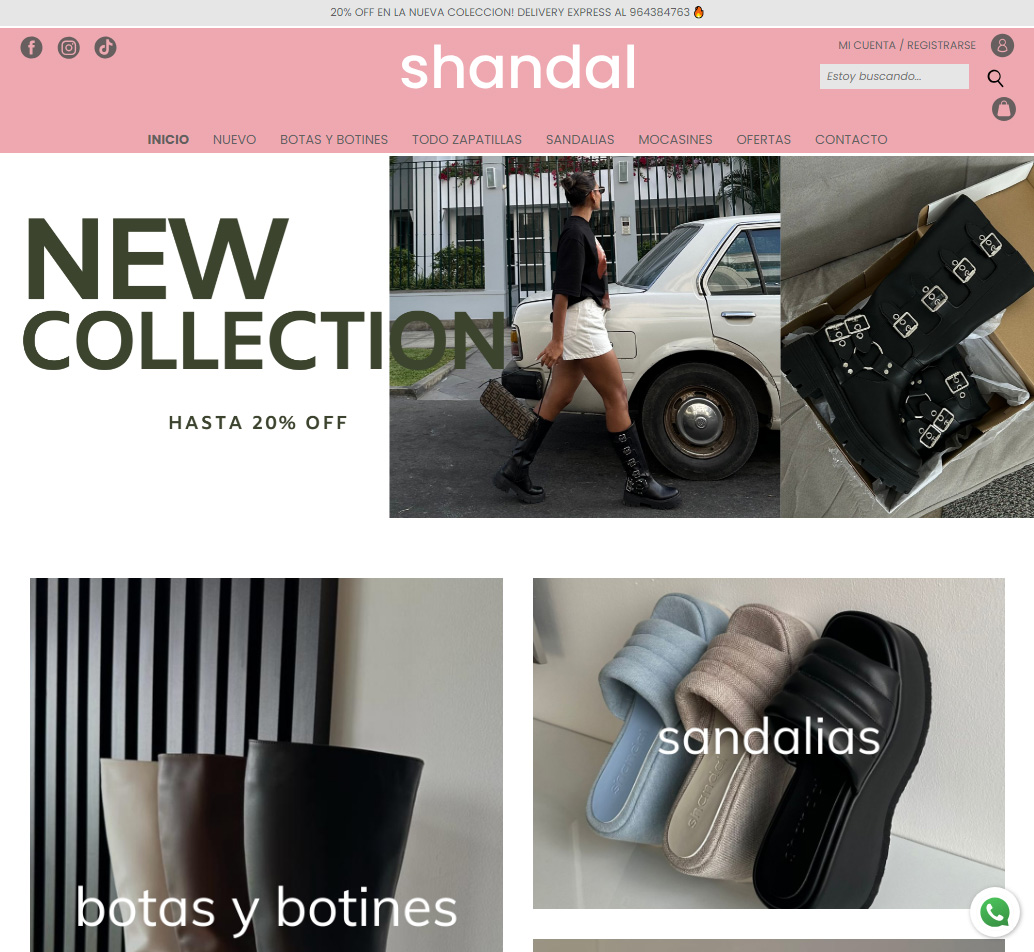 20% OFF EN LA NUEVA COLECCION! DELIVERY EXPRESS AL 964384763 🔥
shandal
MI CUENTA / REGISTRARSE
Estoy buscando...
INICIO NUEVO BOTAS Y BOTINES TODO ZAPATILLAS SANDALIAS MOCASINES OFERTAS CONTACTO
NEW
COLLECTION
HASTA 20% OFF
sandalias
botas y botines